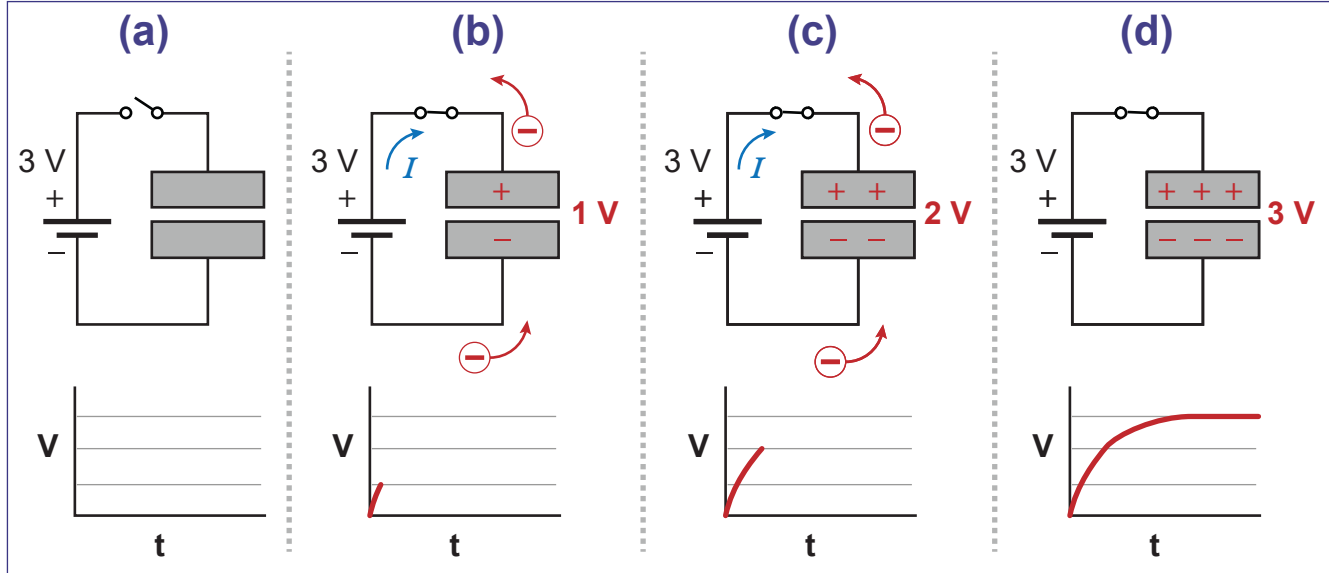 (a)
(b)
(c)
(d)
3 V
+
−
V
t
3 V
+
−
I
−
+
−
1 V
−
V
t
3 V
+
−
I
−
+ +
− −
2 V
−
V
t
3 V
+
−
+ + +
− − −
3 V
V
t